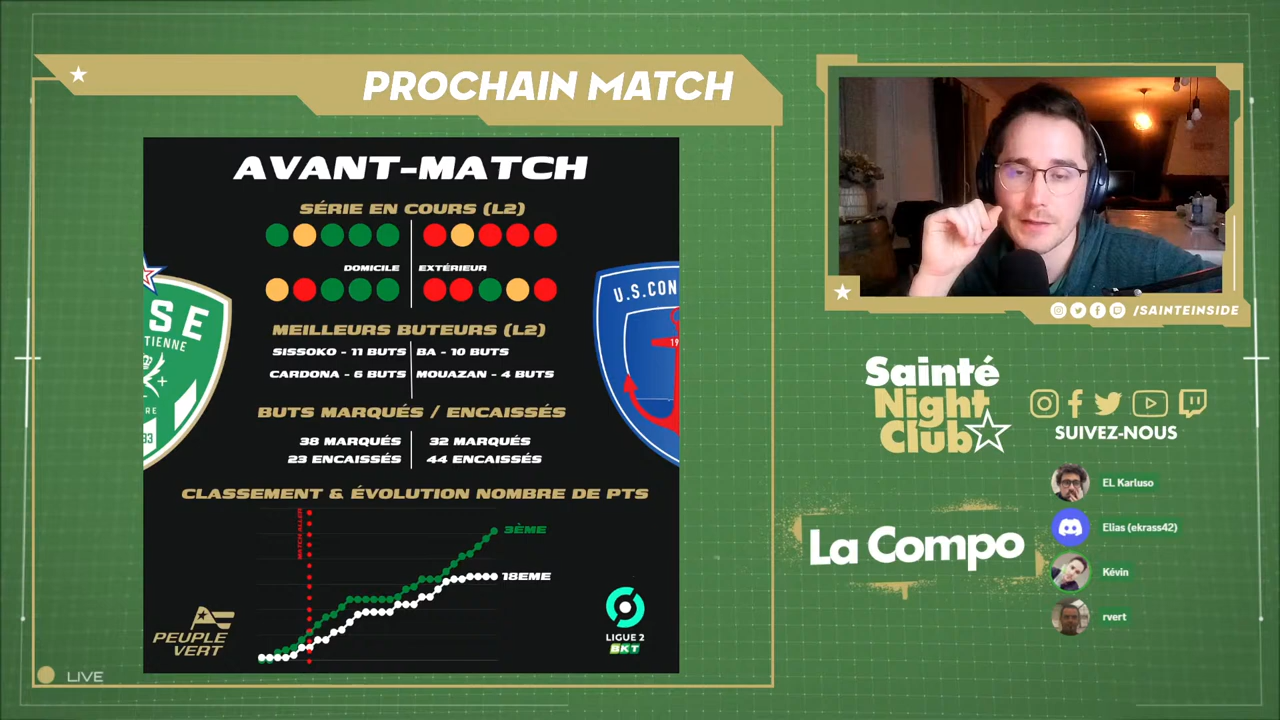 PROCHAIN MATCH
AVANT-MATCH
SÉRIE EN COURS (L2)
DOMICILE
EXTÉRIEUR
MEILLEURS BUTEURS (L2)
SISSOKO - 11 BUTS
BA - 10 BUTS
CARDONA - 6 BUTS
MOUAZAN - 4 BUTS
BUTS MARQUÉS / ENCAISSÉS
38 MARQUÉS
32 MARQUÉS
23 ENCAISSÉS
44 ENCAISSÉS
CLASSEMENT & ÉVOLUTION NOMBRE DE PTS
MATCH ALLER
3ÈME
18EME
PEUPLE
VERT
LIGUE 2
BKT
SSE
TIENNE
U.S.CON
19
LIVE
/SAINTEINSIDE
Sainté
Night
Club
SUIVEZ-NOUS
La Compo
EL Karluso
Elias (ekrass42)
Kévin
rvert